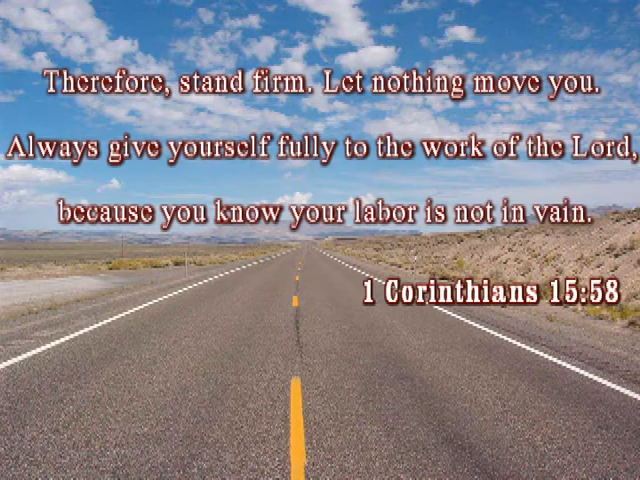 Therefore, stand firm. Let nothing move you.
Always give yourself fully to the work of the Lord,
because you know your labor is not in vain.
1 Corinthians 15:58